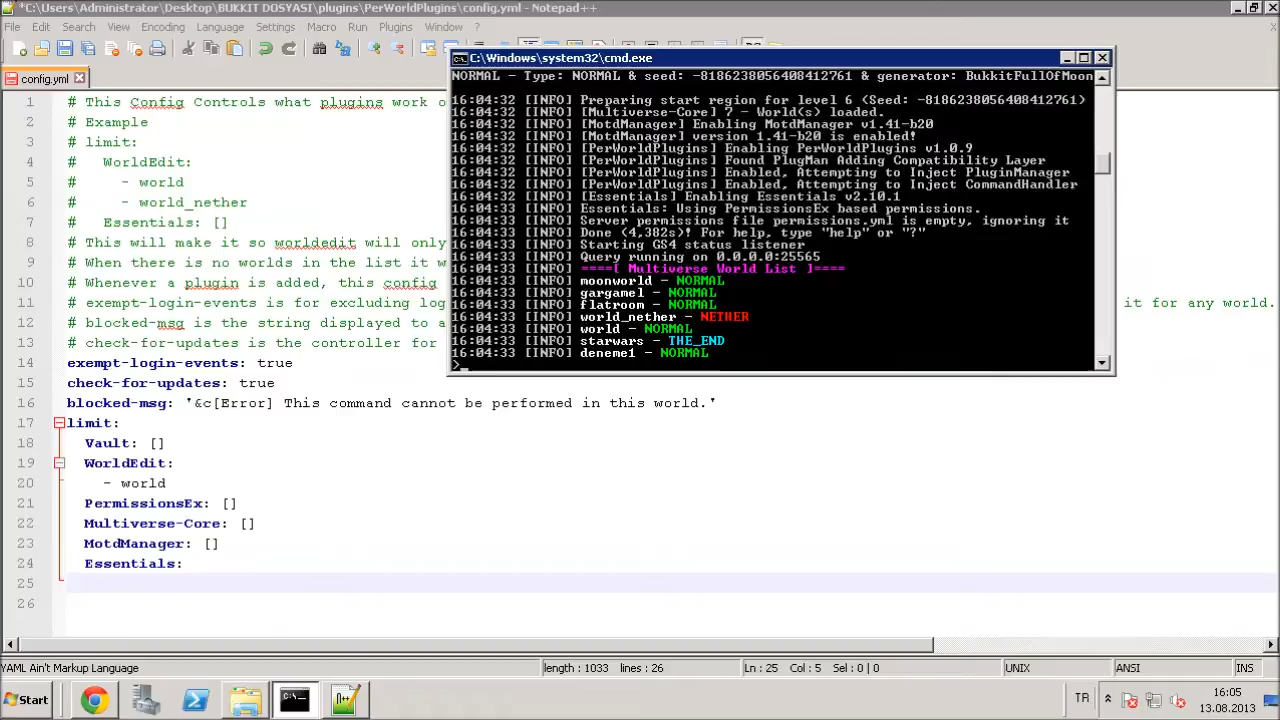 *C:\Users\Administrator\Desktop\BUKKIT DOSYASI\plugins\PerWorldPlugins\config.yml - Notepad++
File Edit Search View Encoding Language Settings Macro Run Plugins Window ?
config.yml
C:\Windows\system32\cmd.exe
NORMAL - Type: NORMAL & seed: -8186238056408412761 & generator: BukkitFullOfMoon
16:04:32 [INFO] Preparing start region for level 6 (Seed: -8186238056408412761)
16:04:32 [INFO] [Multiverse-Core] 7 - World(s) loaded.
16:04:32 [INFO] [MotdManager] Enabling MotdManager v1.41-b20
16:04:32 [INFO] [MotdManager] version 1.41-b20 is enabled!
16:04:32 [INFO] [PerWorldPlugins] Enabling PerWorldPlugins v1.0.9
16:04:32 [INFO] [PerWorldPlugins] Found PlugMan Adding Compatibility Layer
16:04:32 [INFO] [PerWorldPlugins] Enabled, Attempting to Inject PluginManager
16:04:32 [INFO] [PerWorldPlugins] Enabled, Attempting to Inject CommandHandler
16:04:32 [INFO] [Essentials] Enabling Essentials v2.10.1
16:04:32 [INFO] Essentials: Using PermissionsEx based permissions.
16:04:32 [INFO] Server permissions file permissions.yml is empty, ignoring it
16:04:32 [INFO] Done (4,382s)! For help, type "help" or "?"
16:04:32 [INFO] Starting GS4 status listener
16:04:32 [INFO] Query running on 0.0.0.0:25565
16:04:33 [INFO] ====[ Multiverse World List ]====
16:04:33 [INFO] moonworld - NORMAL
16:04:33 [INFO] gargamel - NORMAL
16:04:33 [INFO] flatroom - NORMAL
16:04:33 [INFO] world_nether - NETHER
16:04:33 [INFO] world - NORMAL
16:04:33 [INFO] starwars - THE_END
16:04:33 [INFO] deneme1 - NORMAL
>_
1 # This Config Controls what plugins work o
2 # Example
3 # limit:
4 # WorldEdit:
5 # - world
6 # - world_nether
7 # Essentials: []
8 # This will make it so worldedit will only
9 # When there is no worlds in the list it w
10 # Whenever a plugin is added, this config
11 # exempt-login-events is for excluding log it for any world.
12 # blocked-msg is the string displayed to a
13 # check-for-updates is the controller for
14 exempt-login-events: true
15 check-for-updates: true
16 blocked-msg: '&c[Error] This command cannot be performed in this world.'
17 limit:
18 Vault: []
19 WorldEdit:
20 - world
21 PermissionsEx: []
22 Multiverse-Core: []
23 MotdManager: []
24 Essentials:
25
26
YAML Ain't Markup Language length : 1033 lines : 26 Ln : 25 Col : 5 Sel : 0 | 0 UNIX ANSI INS
Start TR 16:05
13.08.2013